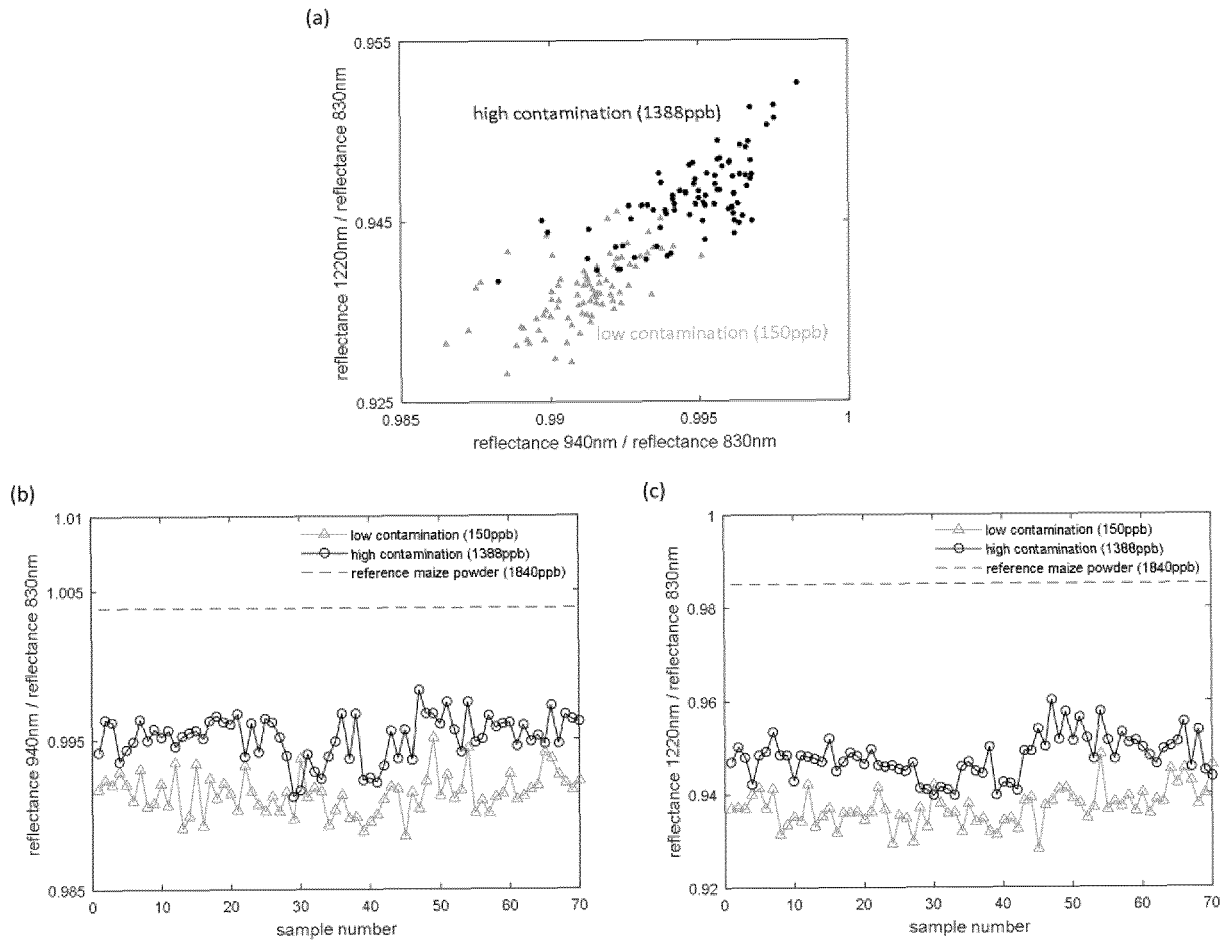 (a)
0.955
high contamination (1388ppb)
0.945
low contamination (150ppb)
0.925
0.985
0.99
0.995
1
reflectance 1220nm / reflectance 830nm
reflectance 940nm / reflectance 830nm
(b)
1.01
low contamination (150ppb)
high contamination (1388ppb)
reference maize powder (1840ppb)
1.005
0.995
0.985
0
10
20
30
40
50
60
70
reflectance 940nm / reflectance 830nm
sample number
(c)
1
low contamination (150ppb)
high contamination (1388ppb)
reference maize powder (1840ppb)
0.98
0.96
0.94
0.92
0
10
20
30
40
50
60
70
reflectance 1220nm / reflectance 830nm
sample number